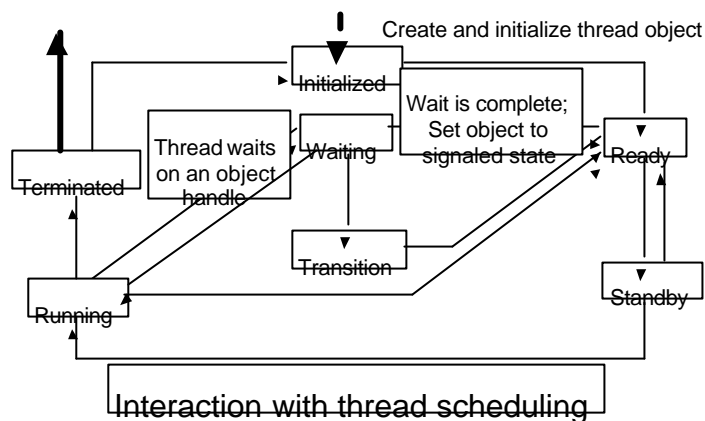 Create and initialize thread object
Initialized
Wait is complete;
Set object to
signaled state
Thread waits
on an object
handle
Waiting
Ready
Terminated
Transition
Running
Standby
Interaction with thread scheduling